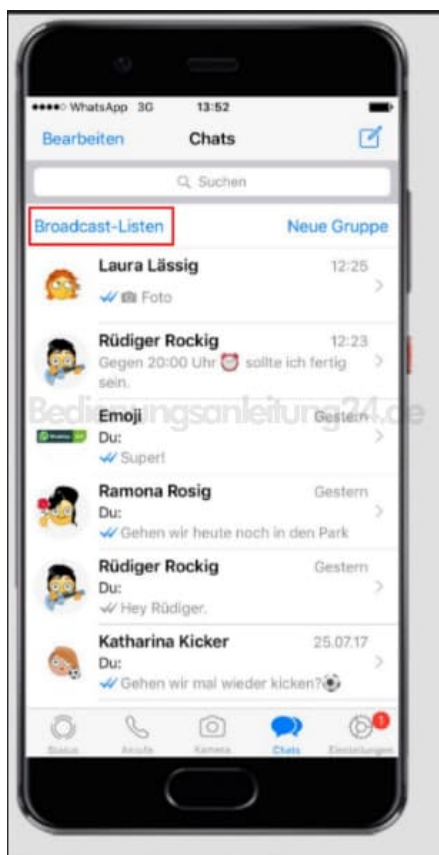 WhatsApp 3G 13:52
Bearbeiten Chats
Suchen
Broadcast-Listen Neue Gruppe
Laura Lässig 12:25
Foto
Rüdiger Rockig 12:23
Gegen 20:00 Uhr ⏰ sollte ich fertig
sein.
Bedienungsanleitung24.de
Emoji Gestern
Du:
Super!
Ramona Rosig Gestern
Du:
Gehen wir heute noch in den Park
Rüdiger Rockig Gestern
Du:
Hey Rüdiger.
Katharina Kicker 25.07.17
Du:
Gehen wir mal wieder kicken?⚽
1
Status Anrufe Kamera Chats Einstellungen